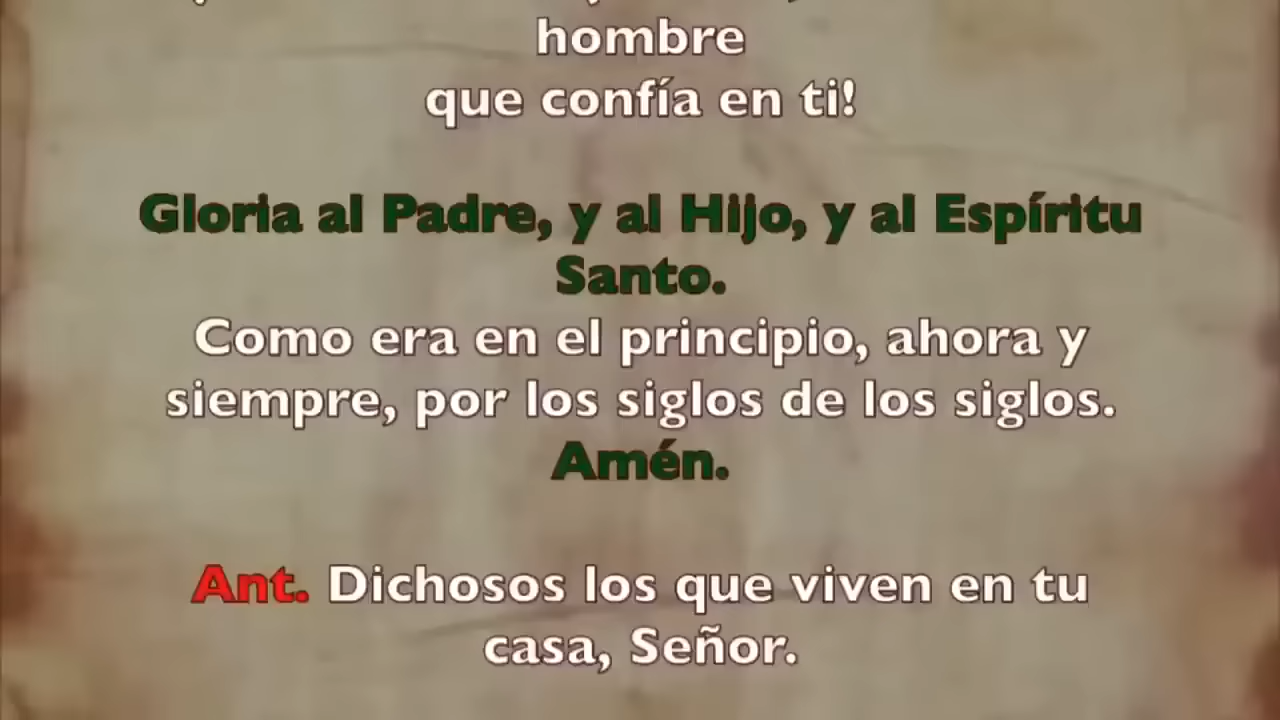 hombre
que confía en ti!
Gloria al Padre, y al Hijo, y al Espíritu
Santo.
Como era en el principio, ahora y
siempre, por los siglos de los siglos.
Amén.
Ant. Dichosos los que viven en tu
casa, Señor.